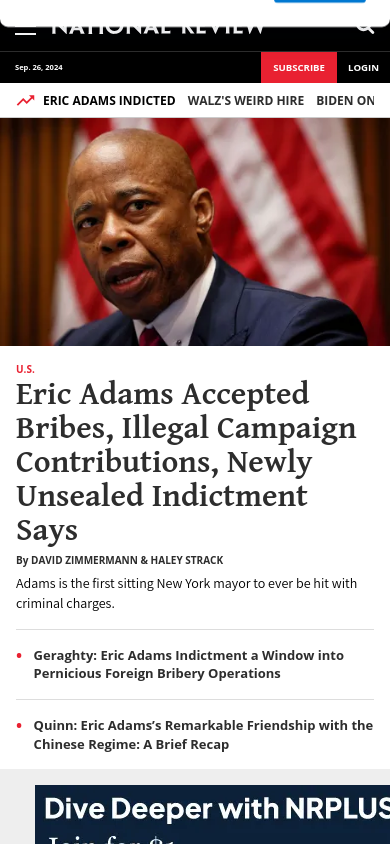 NATIONAL REVIEW
Sep. 26, 2024
SUBSCRIBE
LOGIN
ERIC ADAMS INDICTED WALZ'S WEIRD HIRE BIDEN ON
U.S.
Eric Adams Accepted
Bribes, Illegal Campaign
Contributions, Newly
Unsealed Indictment
Says
By DAVID ZIMMERMANN & HALEY STRACK
Adams is the first sitting New York mayor to ever be hit with
criminal charges.
• Geraghty: Eric Adams Indictment a Window into
Pernicious Foreign Bribery Operations
• Quinn: Eric Adams’s Remarkable Friendship with the
Chinese Regime: A Brief Recap
Dive Deeper with NRPLUS
Join for $1